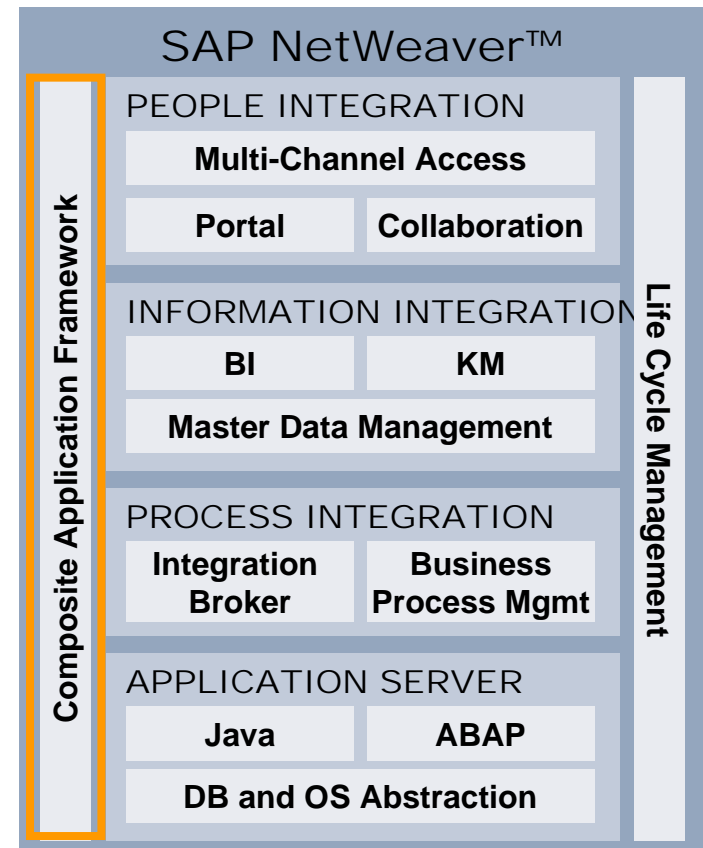 SAP NetWeaver™
Composite Application Framework
PEOPLE INTEGRATION
Multi-Channel Access
Portal
Collaboration
INFORMATION INTEGRATION
BI
KM
Master Data Management
PROCESS INTEGRATION
Integration
Broker
Business
Process Mgmt
APPLICATION SERVER
Java
ABAP
DB and OS Abstraction
Life Cycle Management